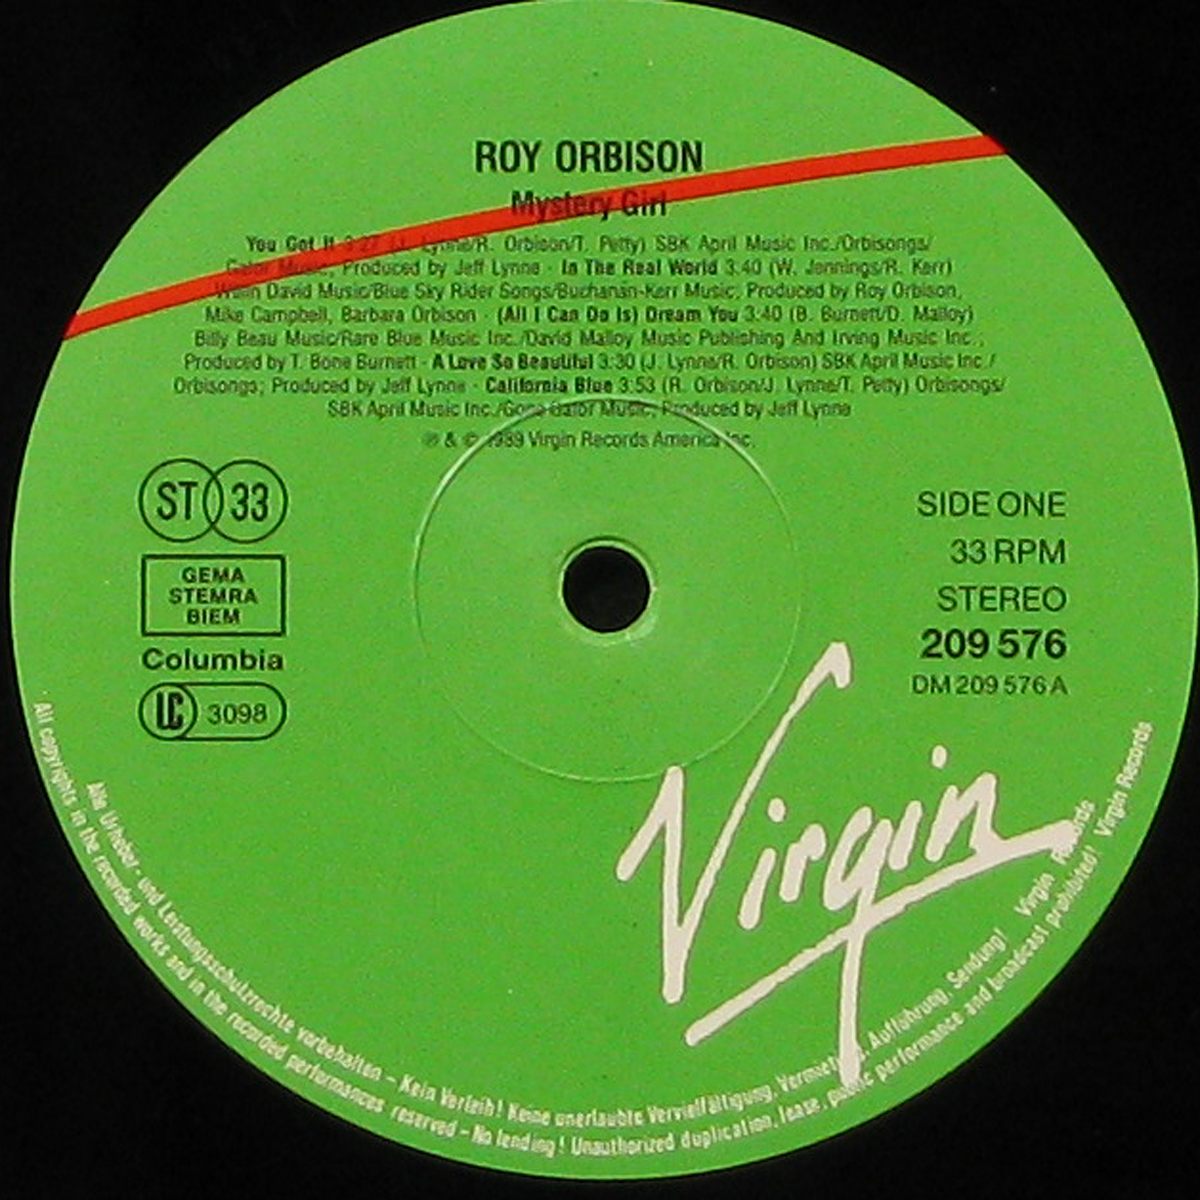 ROY ORBISON
Mystery Girl
You Got It 3:27 (J. Lynne/R. Orbison/T. Petty) SBK April Music Inc./Orbisongs/
Gator Music; Produced by Jeff Lynne · In The Real World 3.40 (W. Jennings/R. Kerr)
Willin David Music/Blue Sky Rider Songs/Buchanan-Kerr Music; Produced by Roy Orbison,
Mike Campbell, Barbara Orbison · (All I Can Do Is) Dream You 3:40 (B. Burnett/D. Malloy)
Billy Beau Music/Rare Blue Music Inc./David Malloy Music Publishing And Irving Music Inc.;
Produced by T. Bone Burnett · A Love So Beautiful 3:30 (J. Lynne/R. Orbison) SBK April Music Inc./
Orbisongs; Produced by Jeff Lynne · California Blue 3:53 (R. Orbison/J. Lynne/T. Petty) Orbisongs/
SBK April Music Inc./Gone Gator Music; Produced by Jeff Lynne
℗ & © 1989 Virgin Records America Inc.
ST 33
GEMA
STEMRA
BIEM
Columbia
LC 3098
SIDE ONE
33 RPM
STEREO
209 576
DM 209 576 A
Virgin
Alle Urheber- und Leistungsschutzrechte vorbehalten – Kein Verleih! Keine unerlaubte Vervielfältigung, Vermietung, Aufführung, Sendung! Virgin Records
All copyrights in the recorded works and in the recorded performances reserved – No lending! Unauthorized duplication, lease, public performance and broadcast prohibited! Virgin Records